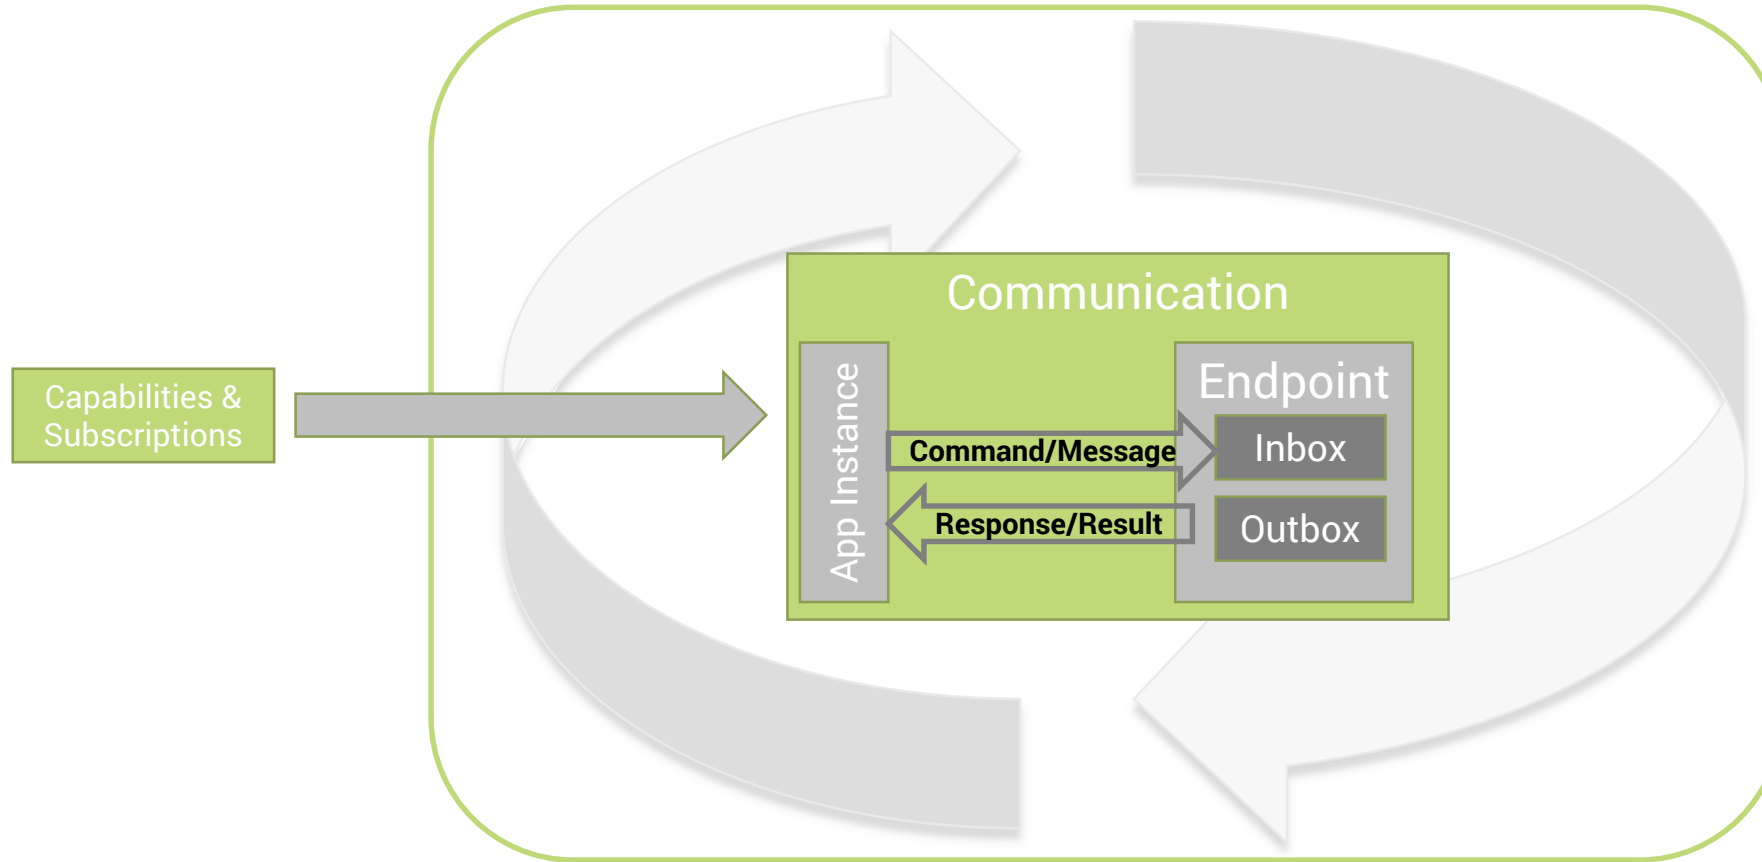 Communication
Capabilities &
Subscriptions
App Instance
Endpoint
Command/Message
Inbox
Response/Result
Outbox